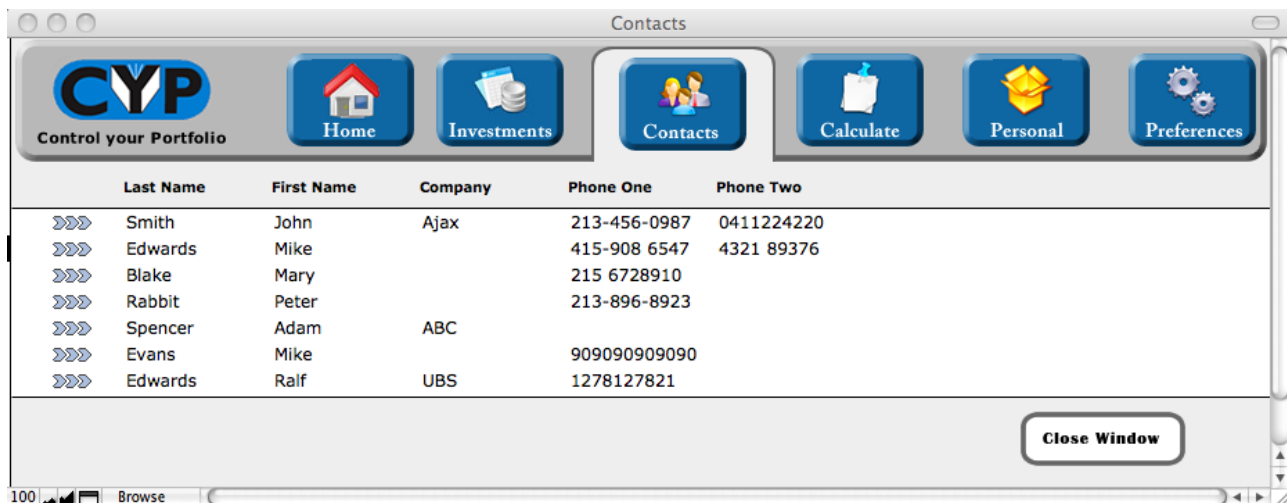 Contacts
CYP
Control your Portfolio
Home
Investments
Contacts
Calculate
Personal
Preferences
Last Name First Name Company Phone One Phone Two
Smith John Ajax 213-456-0987 0411224220
Edwards Mike 415-908 6547 4321 89376
Blake Mary 215 6728910
Rabbit Peter 213-896-8923
Spencer Adam ABC
Evans Mike 909090909090
Edwards Ralf UBS 1278127821
Close Window
100 Browse